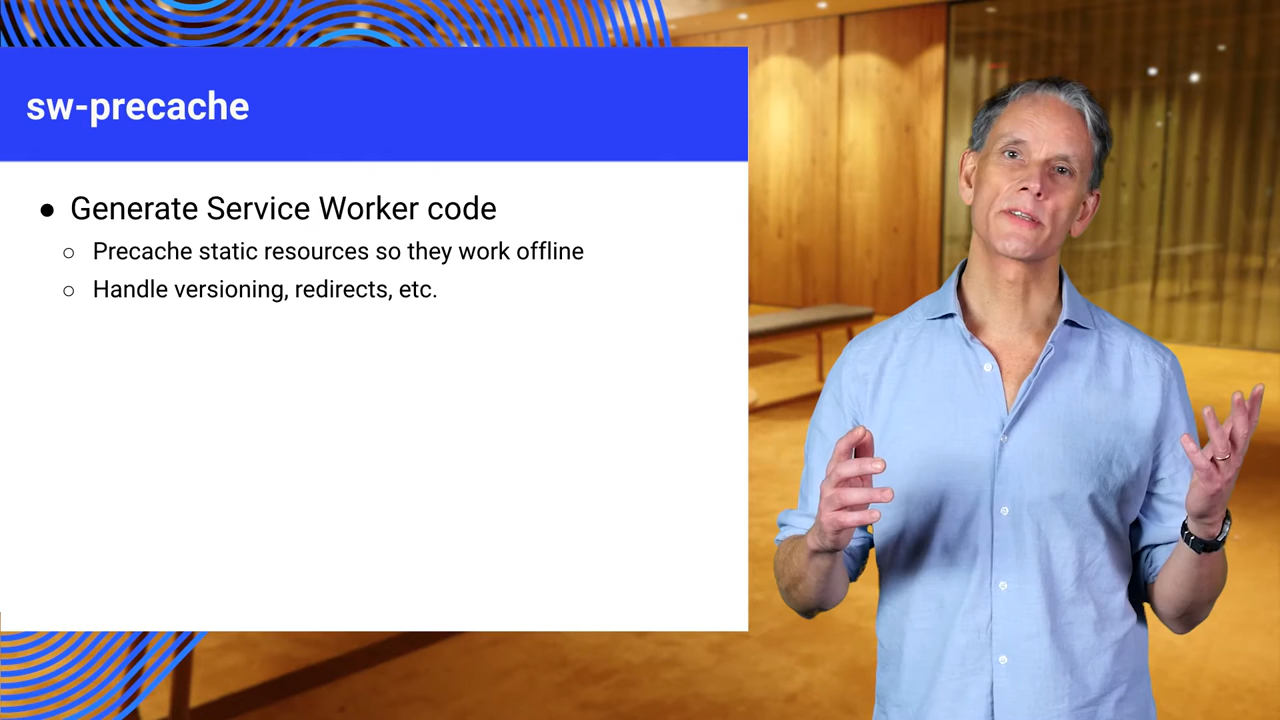 sw-precache
● Generate Service Worker code
○ Precache static resources so they work offline
○ Handle versioning, redirects, etc.